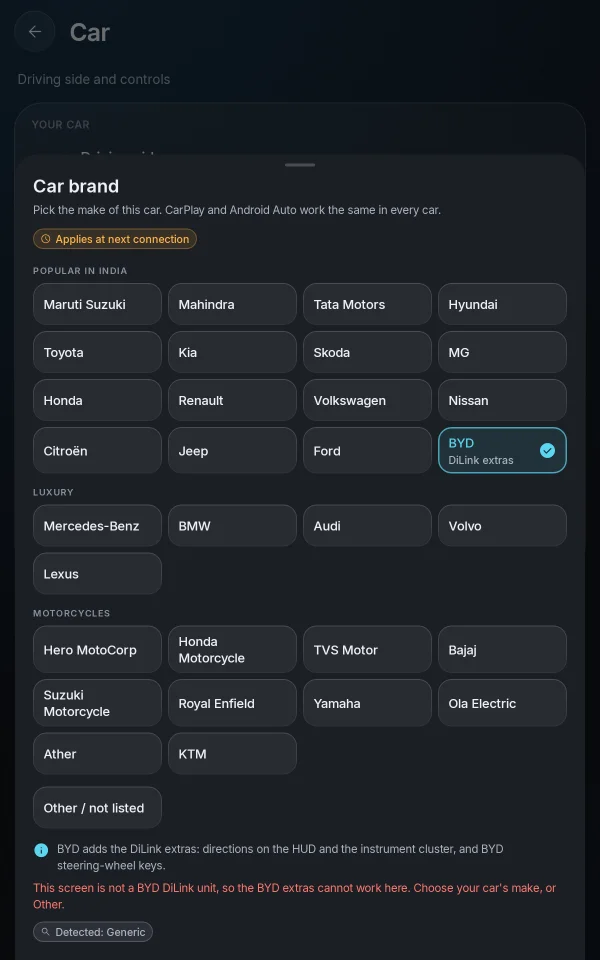 Car
Driving side and controls
YOUR CAR
Car brand
Pick the make of this car. CarPlay and Android Auto work the same in every car.
Applies at next connection
POPULAR IN INDIA
Maruti Suzuki
Mahindra
Tata Motors
Hyundai
Toyota
Kia
Skoda
MG
Honda
Renault
Volkswagen
Nissan
Citroën
Jeep
Ford
BYD
DiLink extras
LUXURY
Mercedes-Benz
BMW
Audi
Volvo
Lexus
MOTORCYCLES
Hero MotoCorp
Honda
Motorcycle
TVS Motor
Bajaj
Suzuki
Motorcycle
Royal Enfield
Yamaha
Ola Electric
Ather
KTM
Other / not listed
BYD adds the DiLink extras: directions on the HUD and the instrument cluster, and BYD
steering-wheel keys.
This screen is not a BYD DiLink unit, so the BYD extras cannot work here. Choose your car's make, or
Other.
Detected: Generic